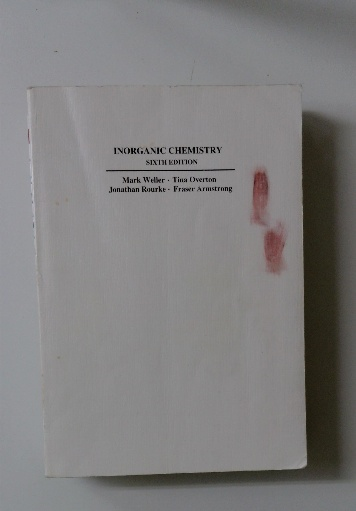 INORGANIC CHEMISTRY
SIXTH EDITION
Mark Weller · Tina Overton
Jonathan Rourke · Fraser Armstrong